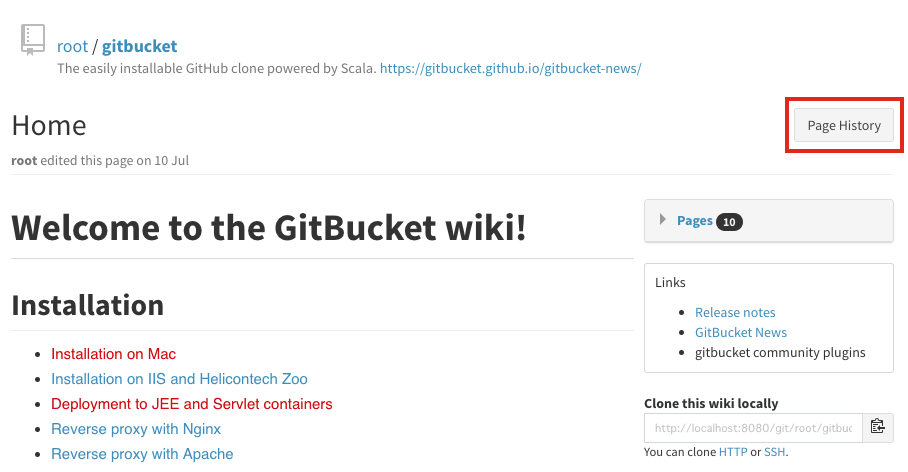 root / gitbucket
The easily installable GitHub clone powered by Scala. https://gitbucket.github.io/gitbucket-news/
Home
Page History
root edited this page on 10 Jul
Welcome to the GitBucket wiki!
Installation
Installation on Mac
Installation on IIS and Helicontech Zoo
Deployment to JEE and Servlet containers
Reverse proxy with Nginx
Reverse proxy with Apache
Pages 10
Links
Release notes
GitBucket News
gitbucket community plugins
Clone this wiki locally
http://localhost:8080/git/root/gitbuc
You can clone HTTP or SSH.